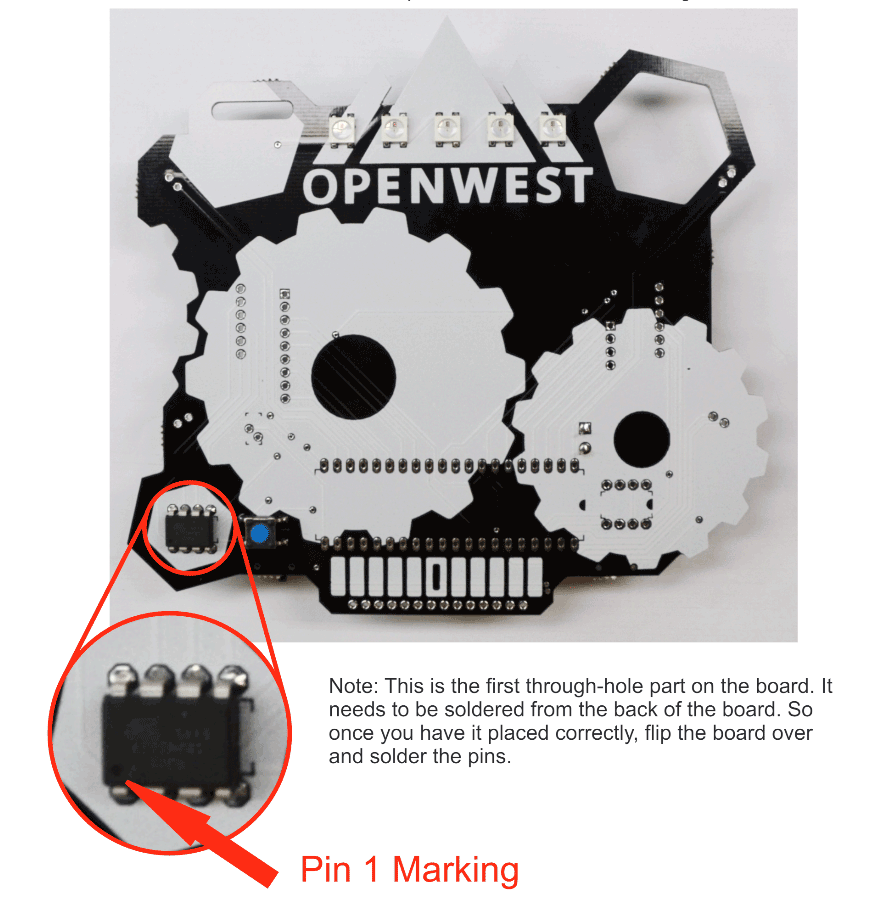 OPENWEST
Note: This is the first through-hole part on the board. It
needs to be soldered from the back of the board. So
once you have it placed correctly, flip the board over
and solder the pins.
Pin 1 Marking